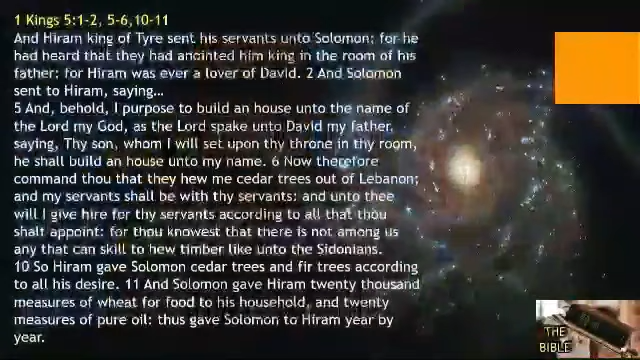 1 Kings 5:1-2, 5-6,10-11
And Hiram king of Tyre sent his servants unto Solomon; for he
had heard that they had anointed him king in the room of his
father: for Hiram was ever a lover of David. 2 And Solomon
sent to Hiram, saying...
5 And, behold, I purpose to build an house unto the name of
the Lord my God, as the Lord spake unto David my father,
saying, Thy son, whom I will set upon thy throne in thy room,
he shall build an house unto my name. 6 Now therefore
command thou that they hew me cedar trees out of Lebanon;
and my servants shall be with thy servants: and unto thee
will I give hire for thy servants according to all that thou
shalt appoint: for thou knowest that there is not among us
any that can skill to hew timber like unto the Sidonians.
10 So Hiram gave Solomon cedar trees and fir trees according
to all his desire. 11 And Solomon gave Hiram twenty thousand
measures of wheat for food to his household, and twenty
measures of pure oil: thus gave Solomon to Hiram year by
year.
THE
BIBLE